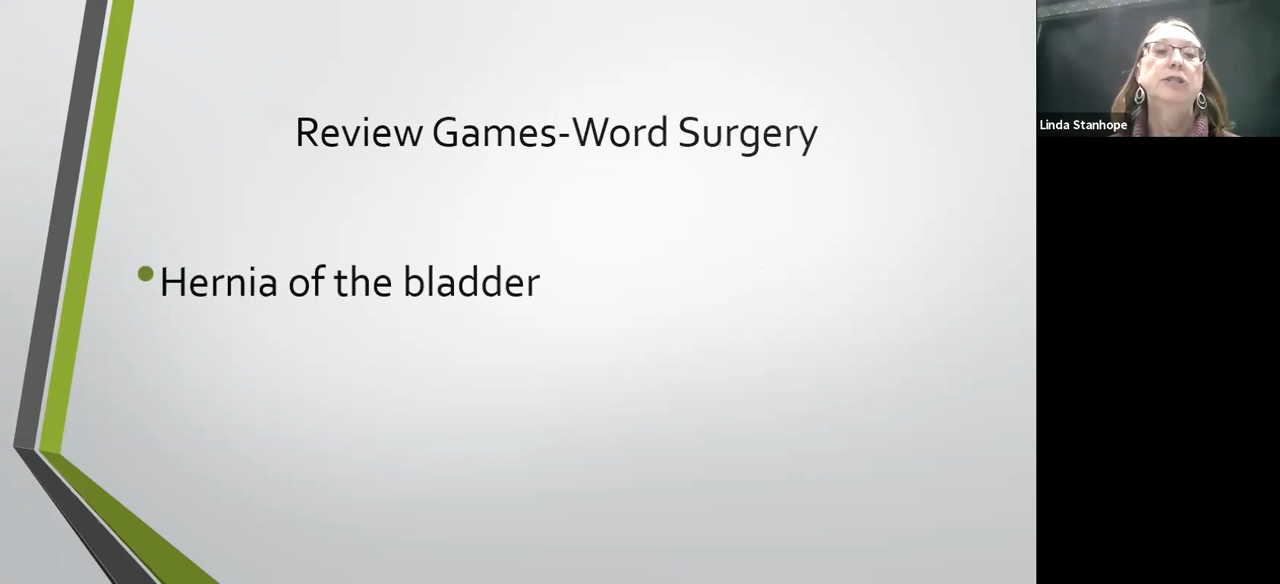 Review Games-Word Surgery
Hernia of the bladder
Linda Stanhope